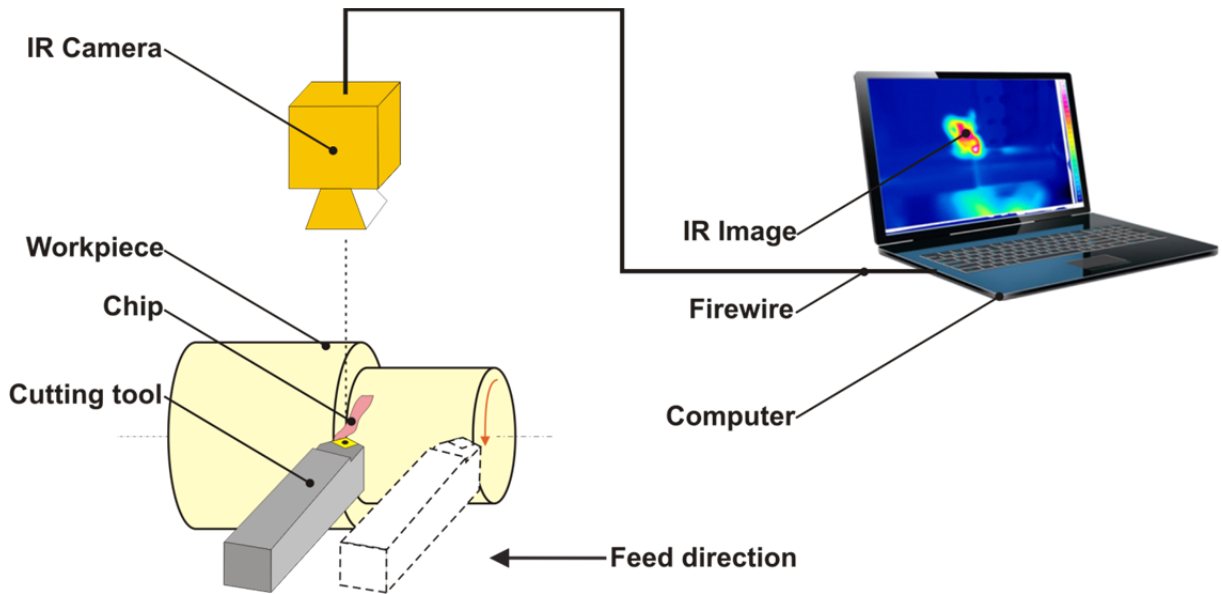 IR Camera
Workpiece
Chip
Cutting tool
IR Image
Firewire
Computer
Feed direction